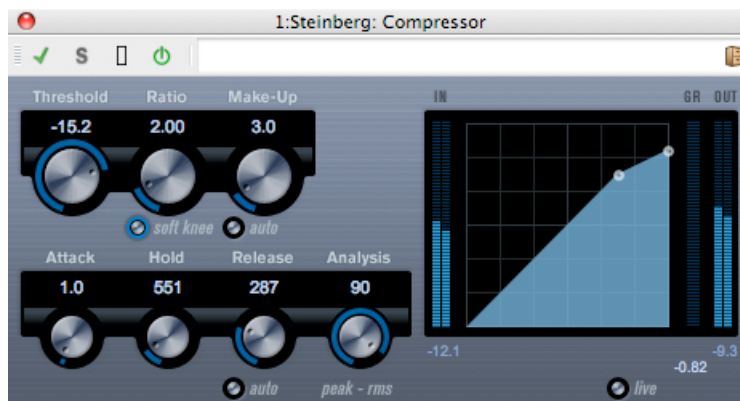 1:Steinberg: Compressor
S
Threshold Ratio Make-Up
-15.2 2.00 3.0
soft knee auto
Attack Hold Release Analysis
1.0 551 287 90
auto peak - rms
IN GR OUT
-12.1 -0.82 -9.3
live